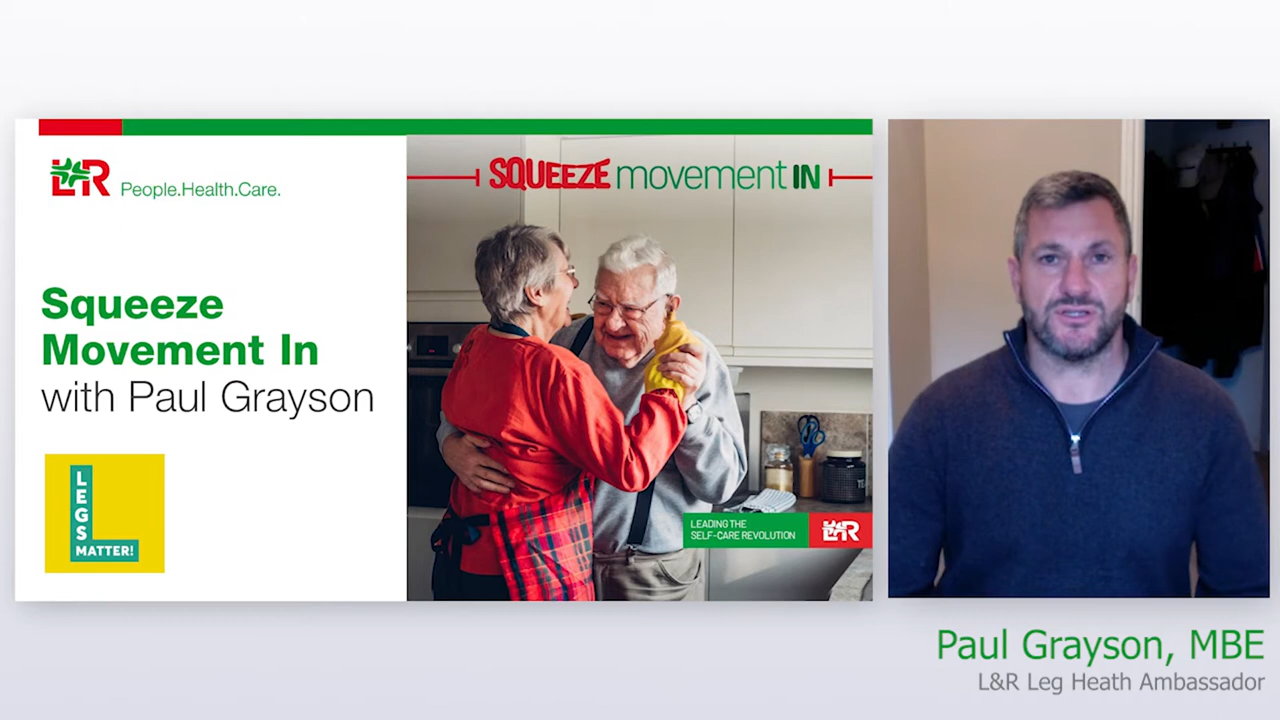 L&R
People.Health.Care.
SQUEEZE movement IN
Squeeze
Movement In
with Paul Grayson
LEGS
MATTER!
LEADING THE
SELF-CARE REVOLUTION
L&R
Paul Grayson, MBE
L&R Leg Heath Ambassador